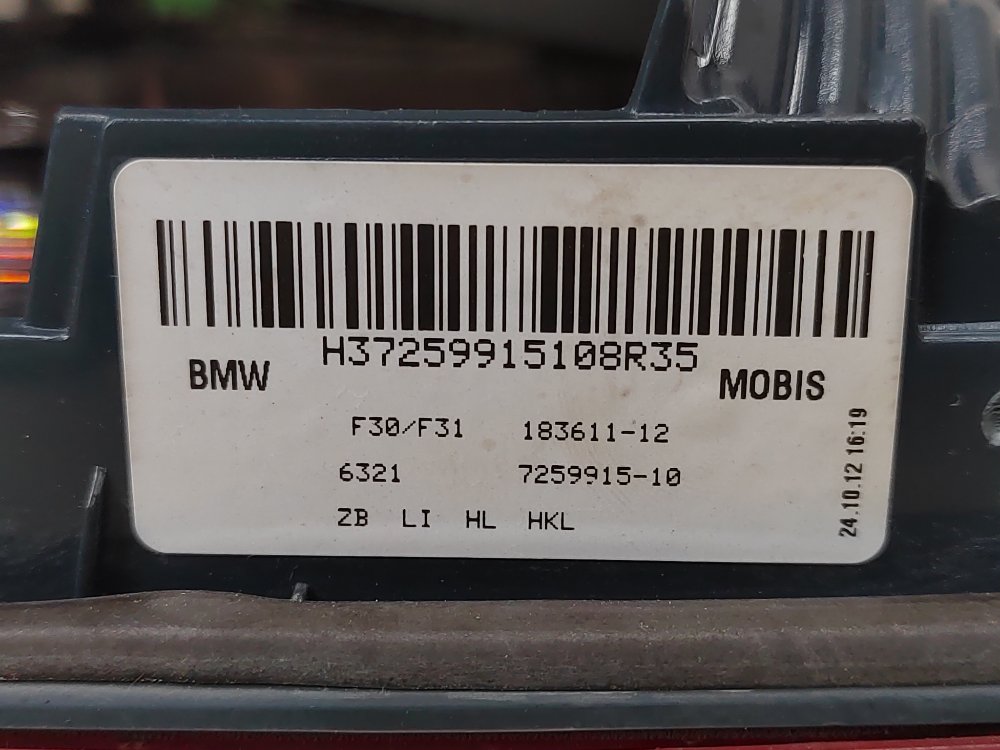 H37259915108R35
BMW
MOBIS
F30/F31 183611-12
6321 7259915-10
ZB LI HL HKL
24.10.12 16:19